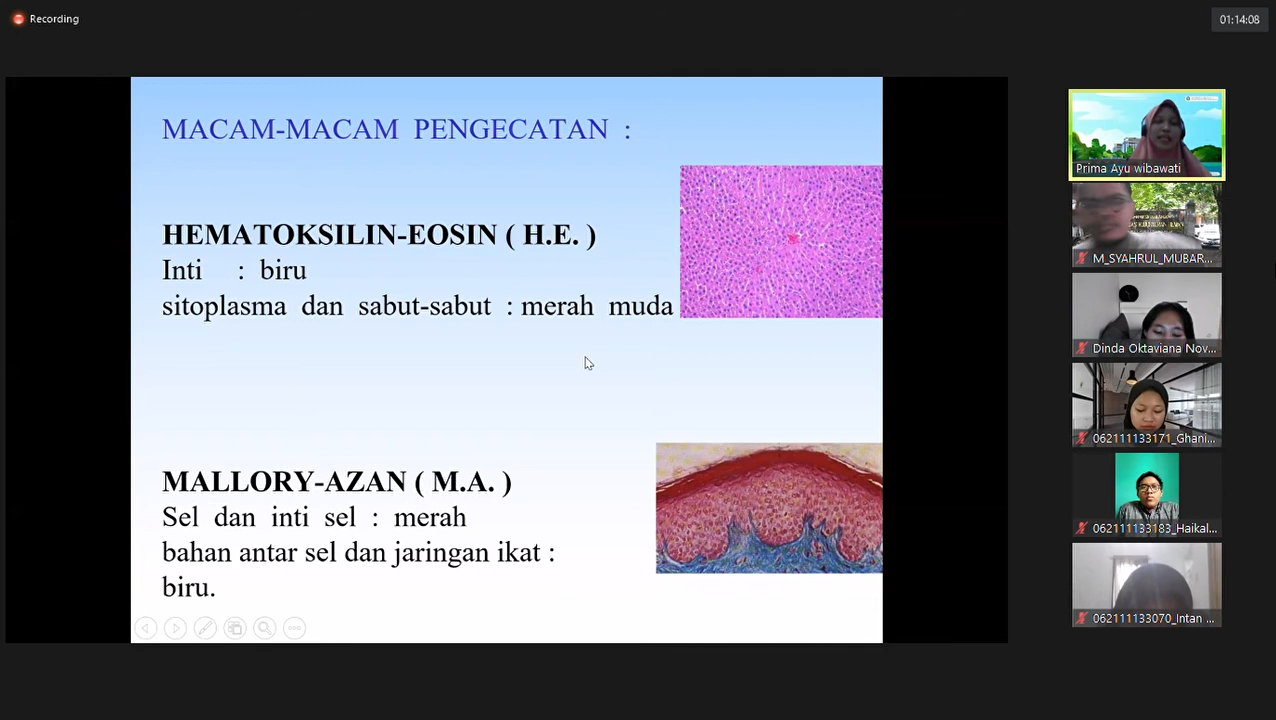 Recording
01:14:08
MACAM-MACAM PENGECATAN :
HEMATOKSILIN-EOSIN ( H.E. )
Inti : biru
sitoplasma dan sabut-sabut : merah muda
MALLORY-AZAN ( M.A. )
Sel dan inti sel : merah
bahan antar sel dan jaringan ikat :
biru.
Prima Ayu wibawati
M_SYAHRUL_MUBAR...
Dinda Oktaviana Nov...
062111133171_Ghani...
062111133183_Haikal...
062111133070_Intan ...